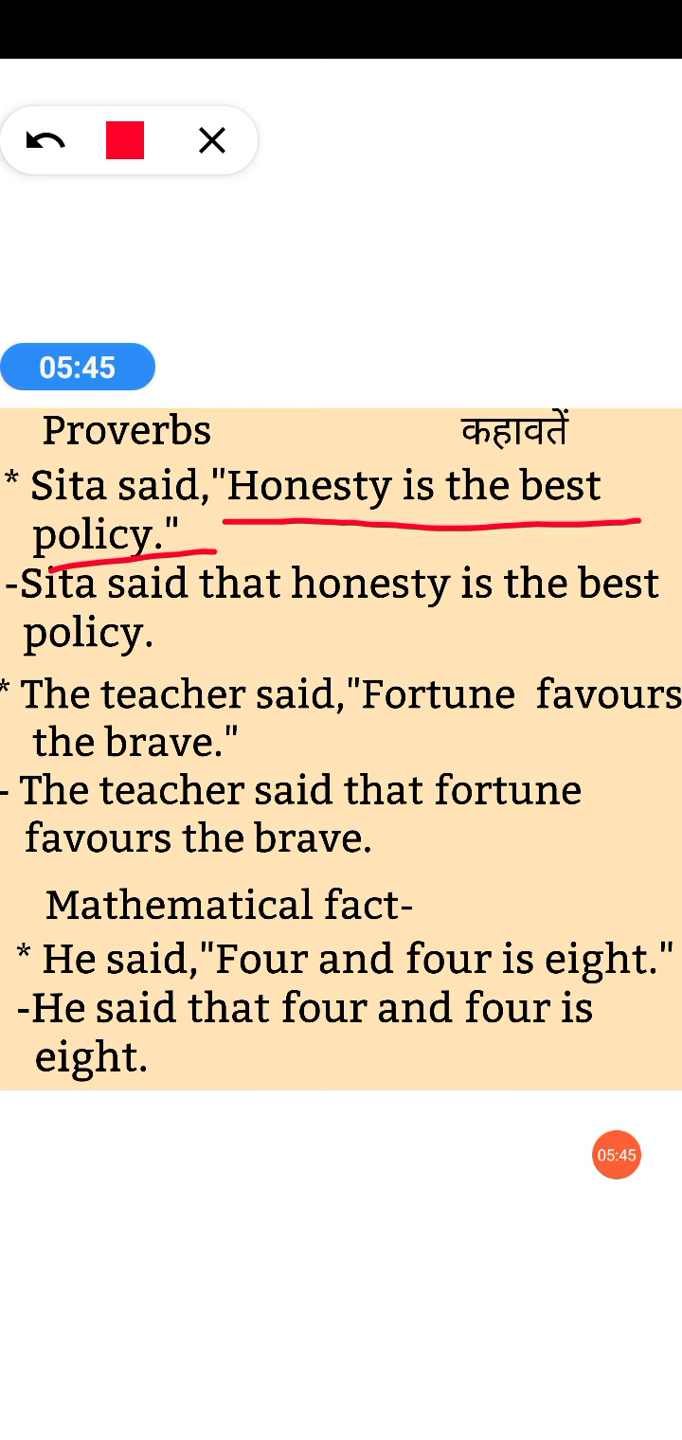 05:45
Proverbs कहावतें
* Sita said,"Honesty is the best
policy."
-Sita said that honesty is the best
policy.
* The teacher said,"Fortune favours
the brave."
- The teacher said that fortune
favours the brave.
Mathematical fact-
* He said,"Four and four is eight."
-He said that four and four is
eight.
05:45